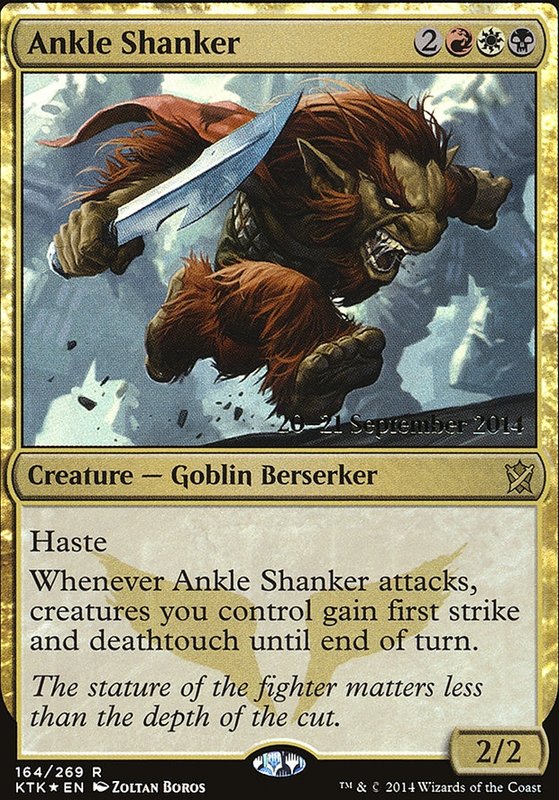 Ankle Shanker 2
20–21 September 2014
Creature — Goblin Berserker
Haste
Whenever Ankle Shanker attacks,
creatures you control gain first strike
and deathtouch until end of turn.
The stature of the fighter matters less
than the depth of the cut.
2/2
164/269 R
KTK ★ EN Zoltan Boros
™ & © 2014 Wizards of the Coast